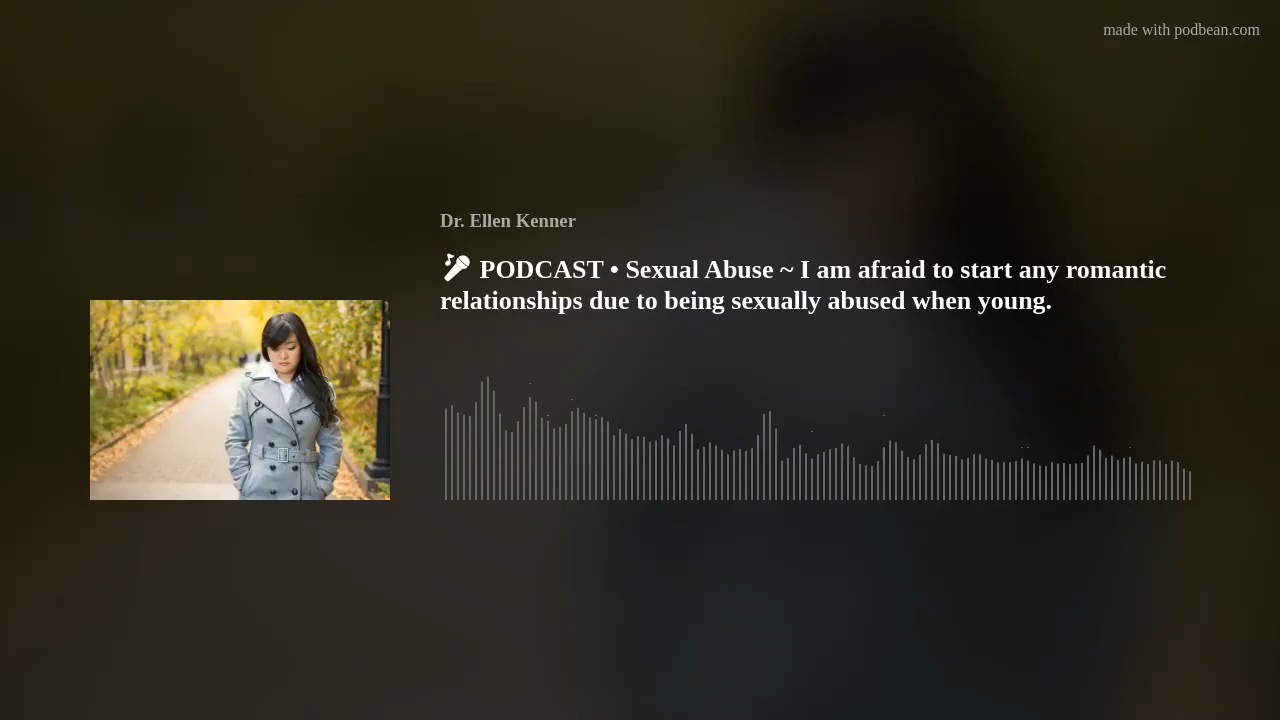 made with podbean.com
Dr. Ellen Kenner
🎤 PODCAST • Sexual Abuse ~ I am afraid to start any romantic
relationships due to being sexually abused when young.